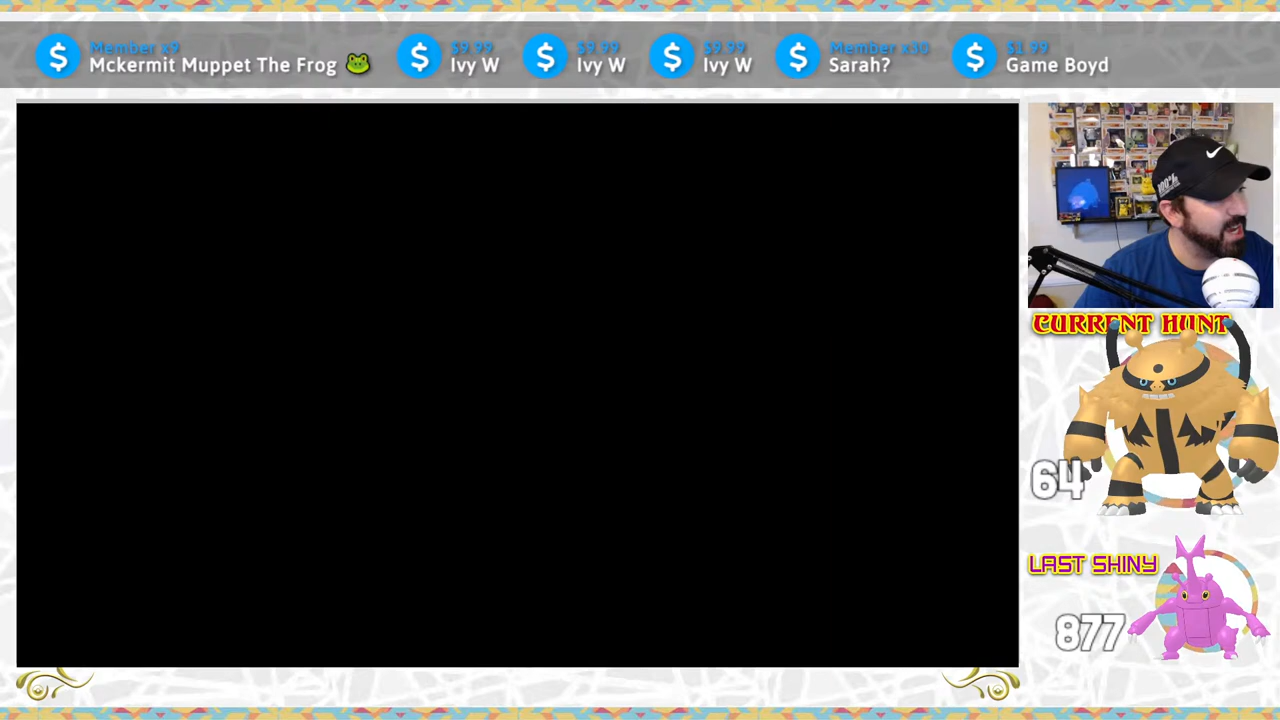 Member x9
Mckermit Muppet The Frog 🐸
$9.99
Ivy W
$9.99
Ivy W
$9.99
Ivy W
Member x30
Sarah?
$1.99
Game Boyd
100%
CURRENT HUNT
64
LAST SHINY
877